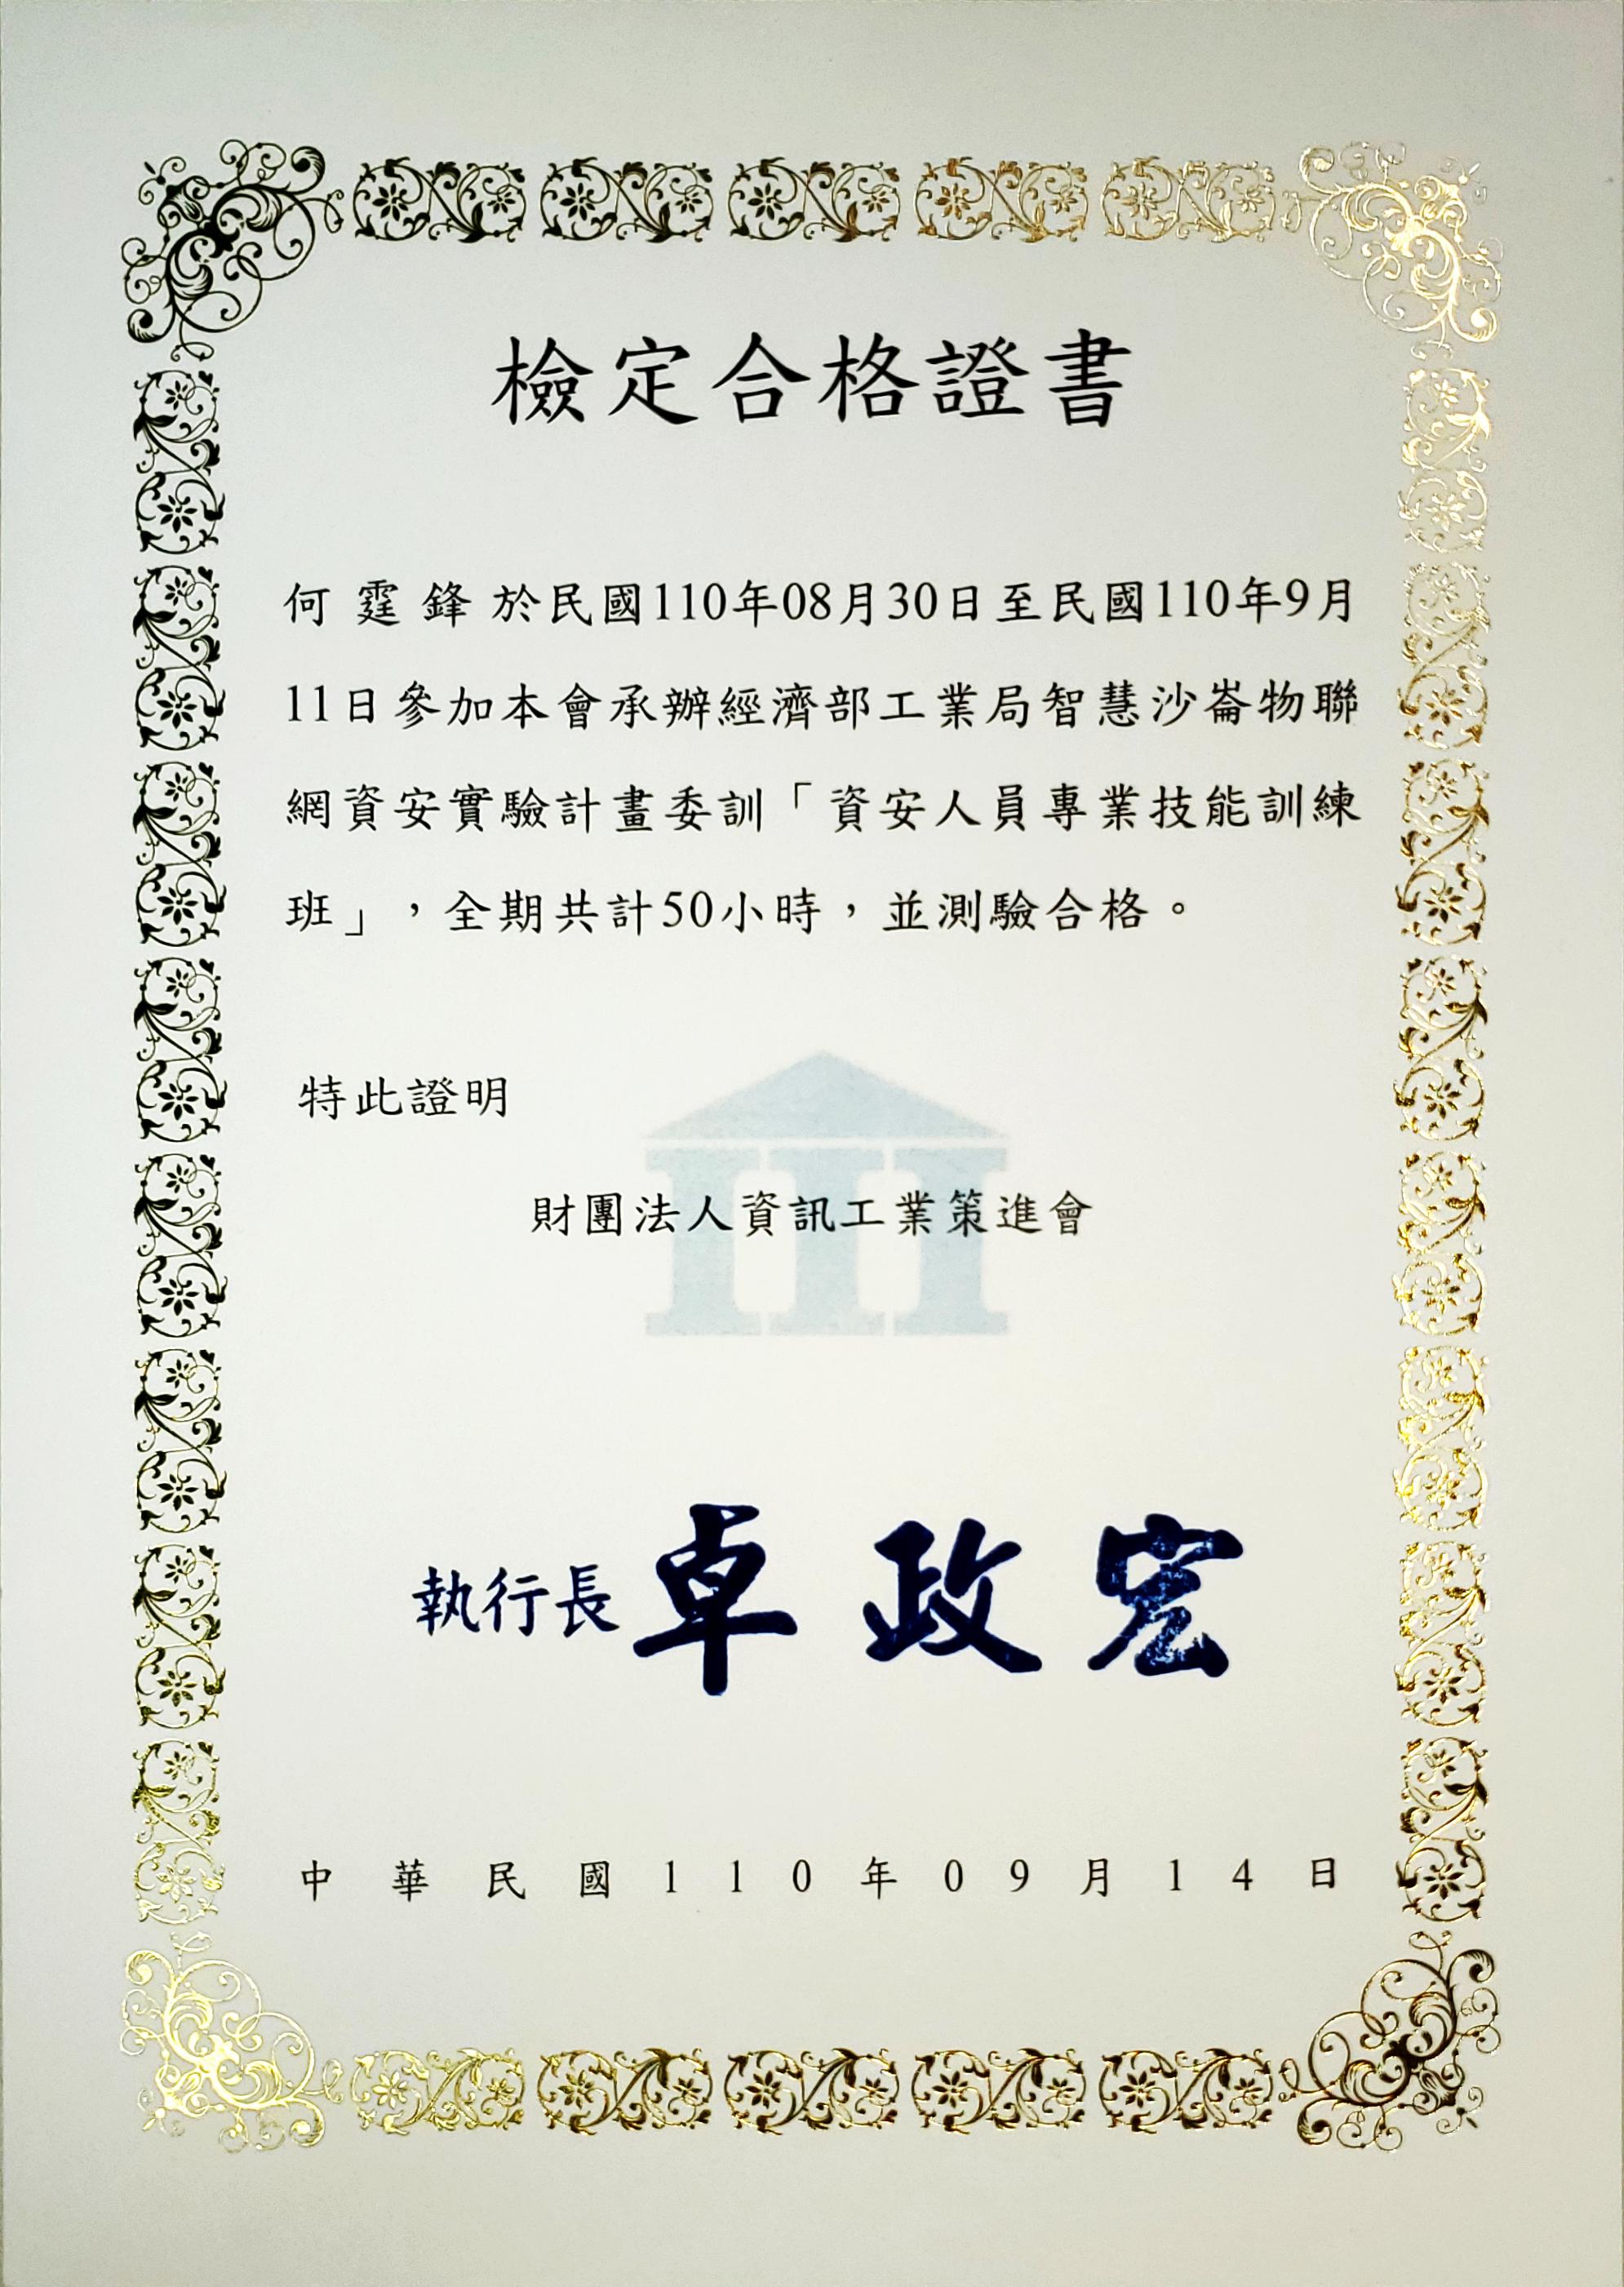 檢定合格證書
何霆鋒於民國110年08月30日至民國110年9月
11日參加本會承辦經濟部工業局智慧沙崙物聯
網資安實驗計畫委訓「資安人員專業技能訓練
班」，全期共計50小時，並測驗合格。
特此證明
財團法人資訊工業策進會
執行長卓政宏
中華民國110年09月14日